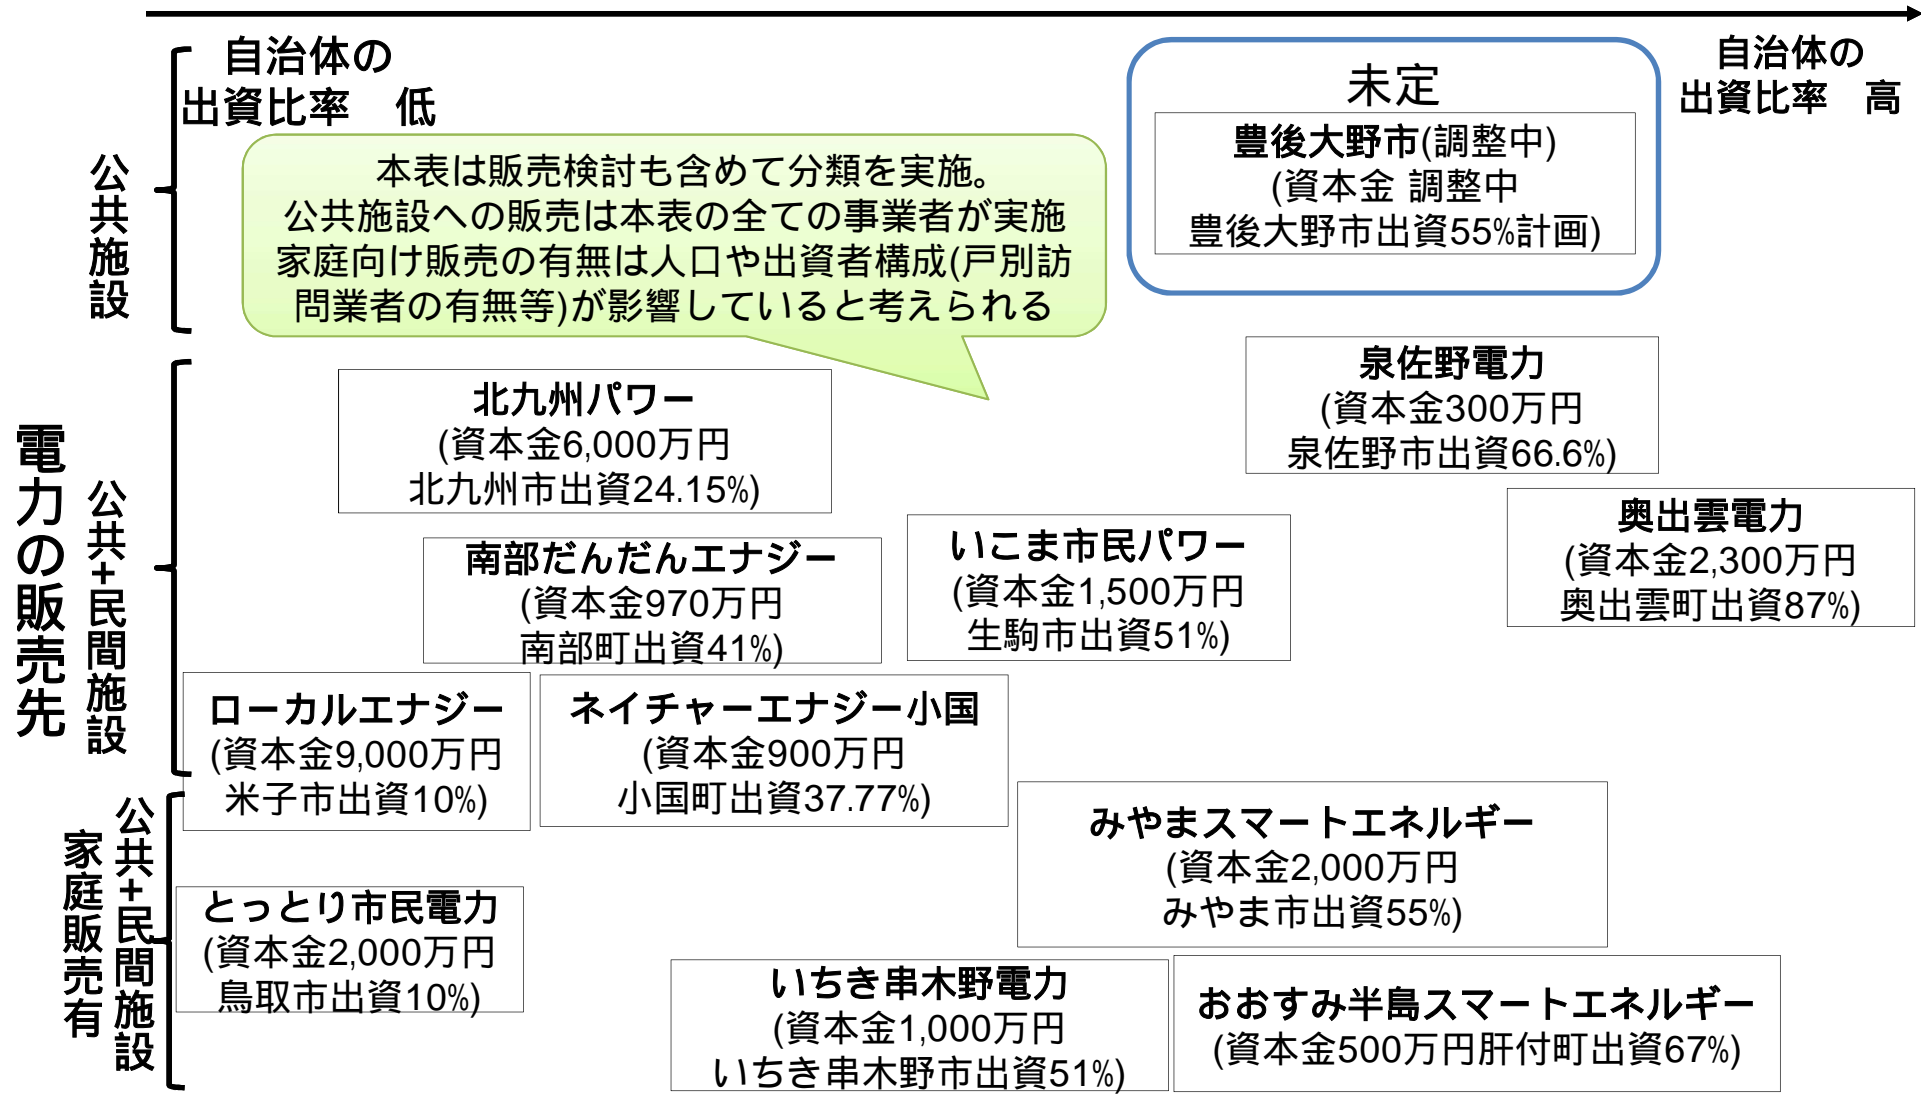 自治体の
出資比率　低
自治体の
出資比率　高
未定
豊後大野市(調整中)
(資本金 調整中
豊後大野市出資55%計画)
本表は販売検討も含めて分類を実施。
公共施設への販売は本表の全ての事業者が実施
家庭向け販売の有無は人口や出資者構成(戸別訪
問業者の有無等)が影響していると考えられる
電力の販売先
公共施設
公共+民間施設
公共+民間施設
家庭販売有
泉佐野電力
(資本金300万円
泉佐野市出資66.6%)
北九州パワー
(資本金6,000万円
北九州市出資24.15%)
奥出雲電力
(資本金2,300万円
奥出雲町出資87%)
いこま市民パワー
(資本金1,500万円
生駒市出資51%)
南部だんだんエナジー
(資本金970万円
南部町出資41%)
ローカルエナジー
(資本金9,000万円
米子市出資10%)
ネイチャーエナジー小国
(資本金900万円
小国町出資37.77%)
みやまスマートエネルギー
(資本金2,000万円
みやま市出資55%)
とっとり市民電力
(資本金2,000万円
鳥取市出資10%)
いちき串木野電力
(資本金1,000万円
いちき串木野市出資51%)
おおすみ半島スマートエネルギー
(資本金500万円肝付町出資67%)